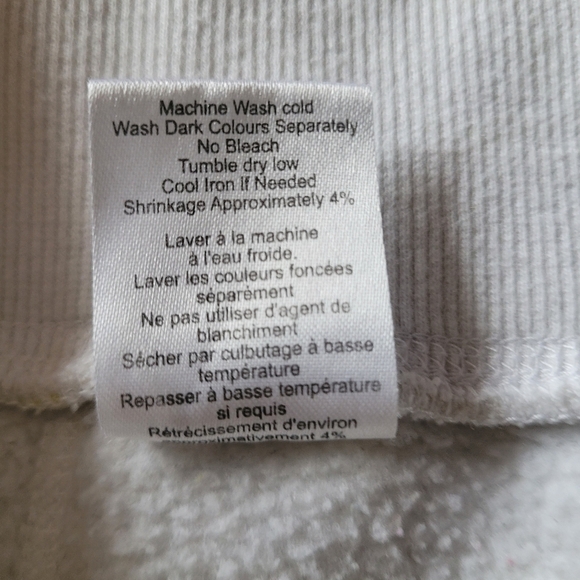 Machine Wash cold
Wash Dark Colours Separately
No Bleach
Tumble dry low
Cool Iron If Needed
Shrinkage Approximately 4%
Laver à la machine
à l'eau froide.
Laver les couleurs foncées
séparément
Ne pas utiliser d'agent de
blanchiment
Sécher par culbutage à basse
température
Repasser à basse température
si requis
Rétrécissement d'environ
approximativement 4%